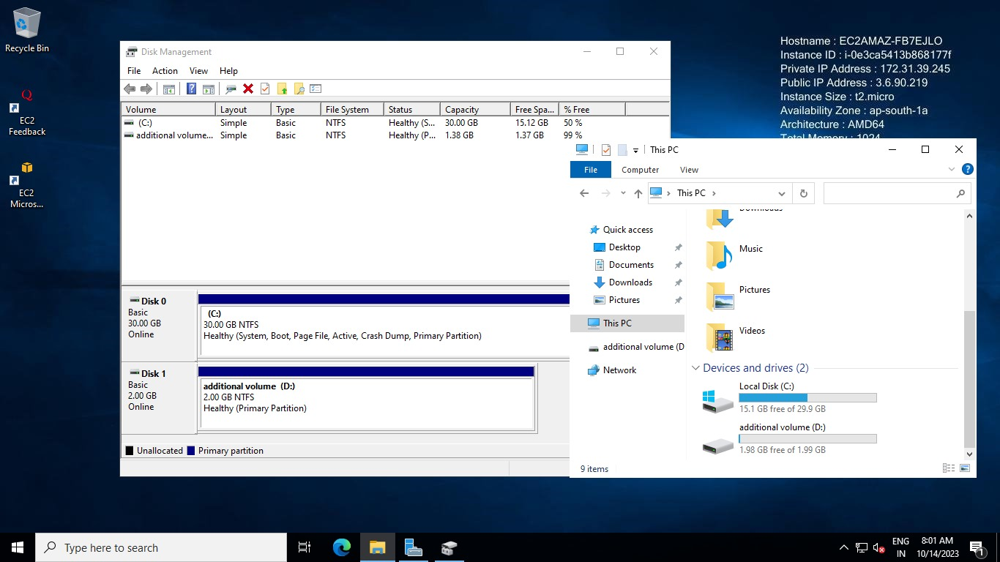 Recycle Bin
EC2
Feedback
EC2
Micros...
Hostname : EC2AMAZ-FB7EJLO
Instance ID : i-0e3ca5413b868177f
Private IP Address : 172.31.39.245
Public IP Address : 3.6.90.219
Instance Size : t2.micro
Availability Zone : ap-south-1a
Architecture : AMD64
Total Memory : 1024
Disk Management
File Action View Help
Volume Layout Type File System Status Capacity Free Spa... % Free
(C:) Simple Basic NTFS Healthy (S... 30.00 GB 15.12 GB 50 %
additional volume... Simple Basic NTFS Healthy (P... 1.38 GB 1.37 GB 99 %
Disk 0
Basic
30.00 GB
Online
(C:)
30.00 GB NTFS
Healthy (System, Boot, Page File, Active, Crash Dump, Primary Partition)
Disk 1
Basic
2.00 GB
Online
additional volume (D:)
2.00 GB NTFS
Healthy (Primary Partition)
Unallocated Primary partition
This PC
File Computer View
This PC
Quick access
Desktop
Documents
Downloads
Pictures
This PC
additional volume (D
Network
Downloads
Music
Pictures
Videos
Devices and drives (2)
Local Disk (C:)
15.1 GB free of 29.9 GB
additional volume (D:)
1.98 GB free of 1.99 GB
9 items
Type here to search
ENG
IN
8:01 AM
10/14/2023
1